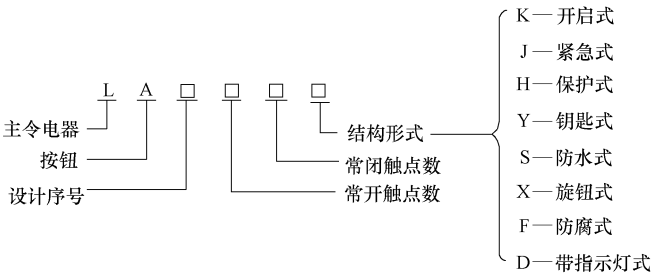 L A □ □ □ □
主令电器
按钮
设计序号
结构形式
常闭触点数
常开触点数
K—开启式
J—紧急式
H—保护式
Y—钥匙式
S—防水式
X—旋钮式
F—防腐式
D—带指示灯式